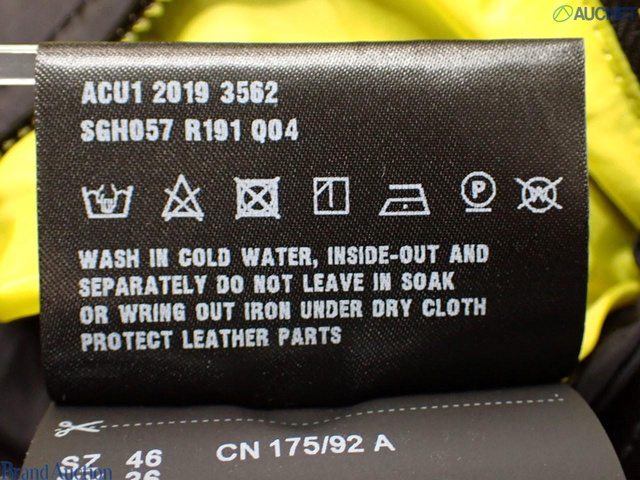 AUCNET
ACU1 2019 3562
SGH057 R191 Q04
P
W
WASH IN COLD WATER, INSIDE-OUT AND
SEPARATELY DO NOT LEAVE IN SOAK
OR WRING OUT IRON UNDER DRY CLOTH
PROTECT LEATHER PARTS
SZ 46
CN 175/92 A
36
Brand Auction